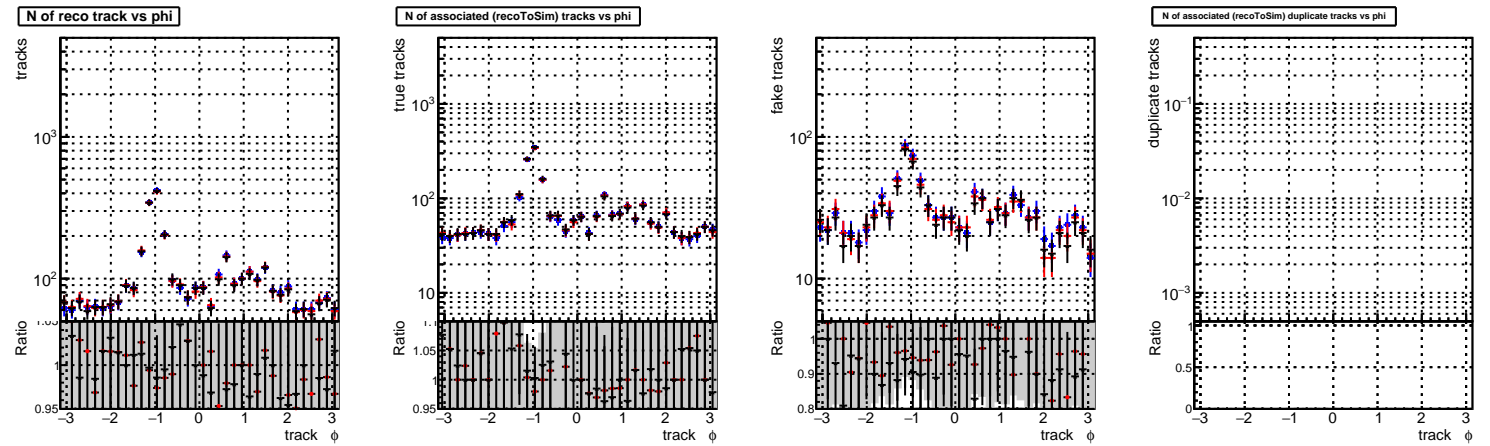 N of reco track vs phi
tracks
10³
10²
Ratio
1
0.95
−3 −2 −1 0 1 2 3
track φ
N of associated (recoToSim) tracks vs phi
true tracks
10³
10²
10
Ratio
1.05
1
0.95
−3 −2 −1 0 1 2 3
track φ
fake tracks
10²
10
Ratio
1
0.9
0.8
−3 −2 −1 0 1 2 3
track φ
N of associated (recoToSim) duplicate tracks vs phi
duplicate tracks
10⁻¹
10⁻²
10⁻³
Ratio
1
0.5
0
−3 −2 −1 0 1 2 3
track φ